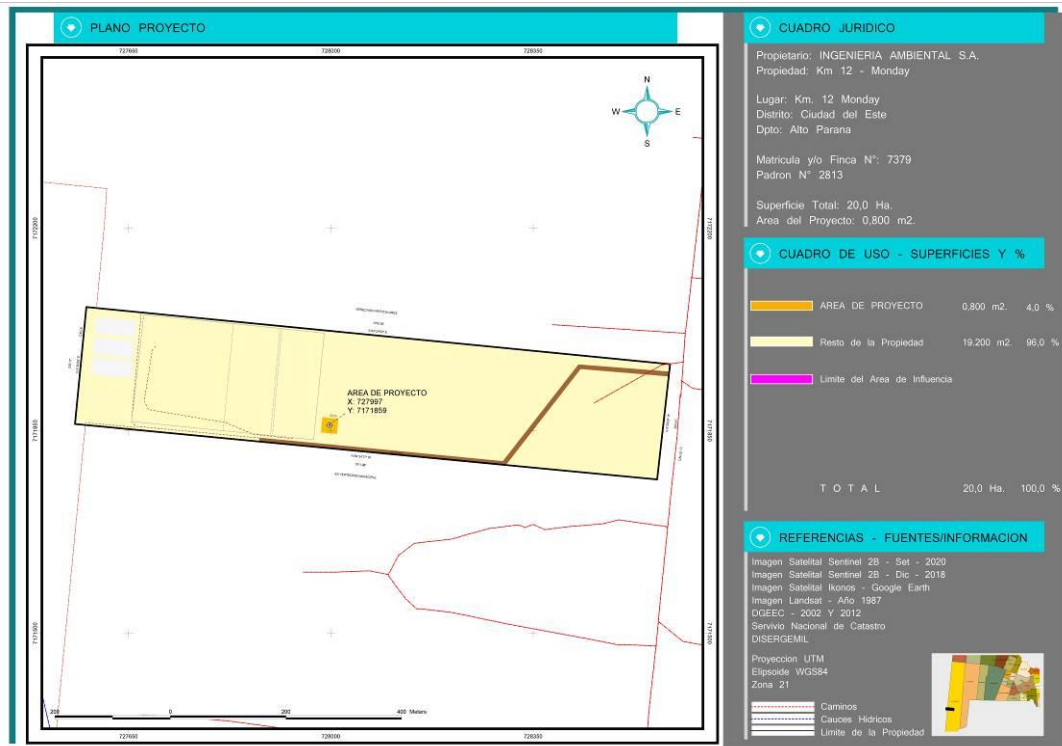 PLANO PROYECTO
727650 728000 728350
N
W E
S
7172200 7172200
AREA DE PROYECTO
X: 727997
Y: 7171859
7171850 7171850
7171500 7171500
200 0 200 400 Meters
727650 728000 728350
CUADRO JURIDICO
Propietario: INGENIERIA AMBIENTAL S.A.
Propiedad: Km 12 - Monday
Lugar: Km. 12 Monday
Distrito: Ciudad del Este
Dpto: Alto Parana
Matricula y/o Finca N°: 7379
Padron N° 2813
Superficie Total: 20,0 Ha.
Area del Proyecto: 0,800 m2.
CUADRO DE USO - SUPERFICIES Y %
AREA DE PROYECTO 0,800 m2. 4,0 %
Resto de la Propiedad 19.200 m2. 96,0 %
Limite del Area de Influencia
T O T A L 20,0 Ha. 100,0 %
REFERENCIAS - FUENTES/INFORMACION
Imagen Satelital Sentinel 2B - Set - 2020
Imagen Satelital Sentinel 2B - Dic - 2018
Imagen Satelital Ikonos - Google Earth
Imagen Landsat - Año 1987
DGEEC - 2002 Y 2012
Servivio Nacional de Catastro
DISERGEMIL
Proyeccion UTM
Elipsoide WGS84
Zona 21
Caminos
Cauces Hidricos
Limite de la Propiedad